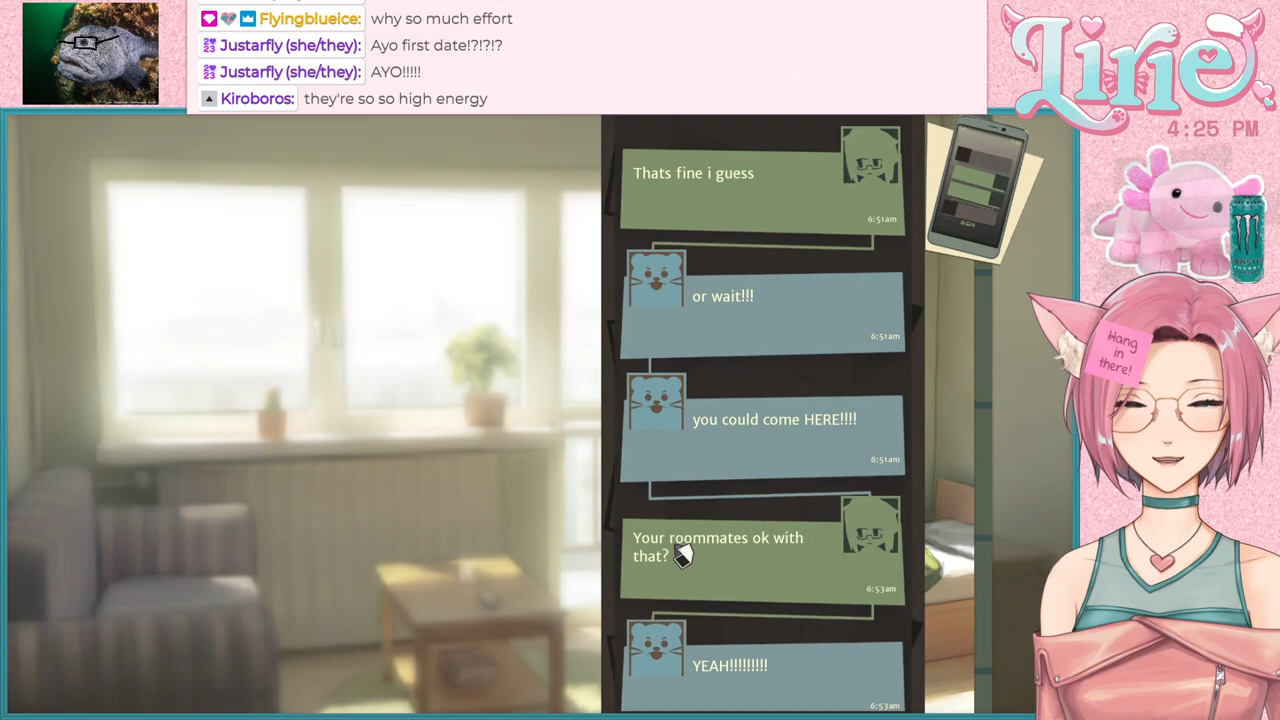 Flyingblueice: why so much effort
Justarfly (she/they): Ayo first date!?!?!?
Justarfly (she/they): AYO!!!!!
Kiroboros: they're so so high energy
Lirie
4:25 PM
Thats fine i guess
6:51am
or wait!!!
6:51am
you could come HERE!!!!
6:51am
Your roommates ok with
that?
6:53am
YEAH!!!!!!!!!
6:53am
Hang
in
there!